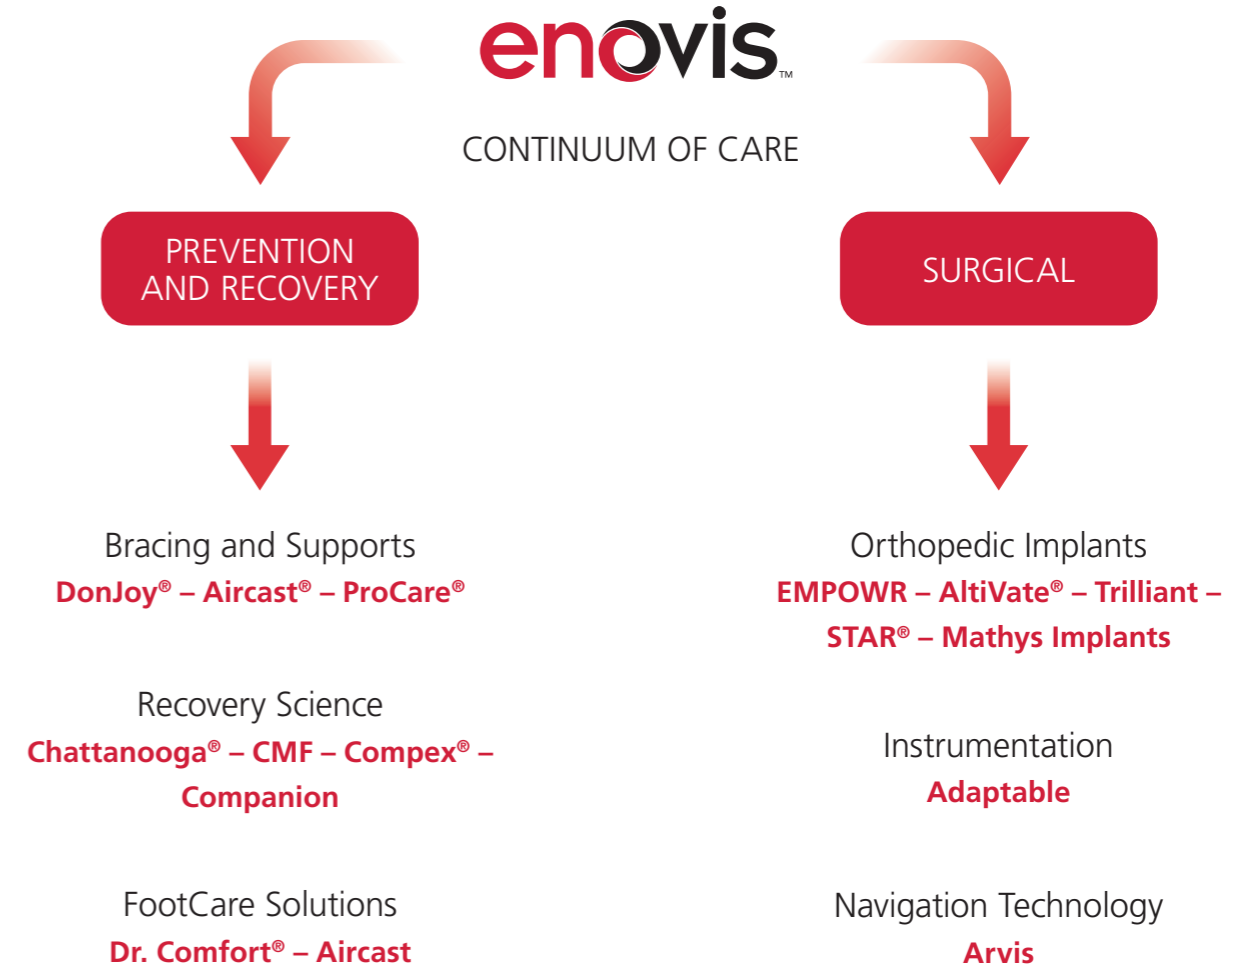 enovis™
CONTINUUM OF CARE
PREVENTION
AND RECOVERY
Bracing and Supports
DonJoy® – Aircast® – ProCare®
Recovery Science
Chattanooga® – CMF – Compex® –
Companion
FootCare Solutions
Dr. Comfort® – Aircast
SURGICAL
Orthopedic Implants
EMPOWR – AltiVate® – Trilliant –
STAR® – Mathys Implants
Instrumentation
Adaptable
Navigation Technology
Arvis